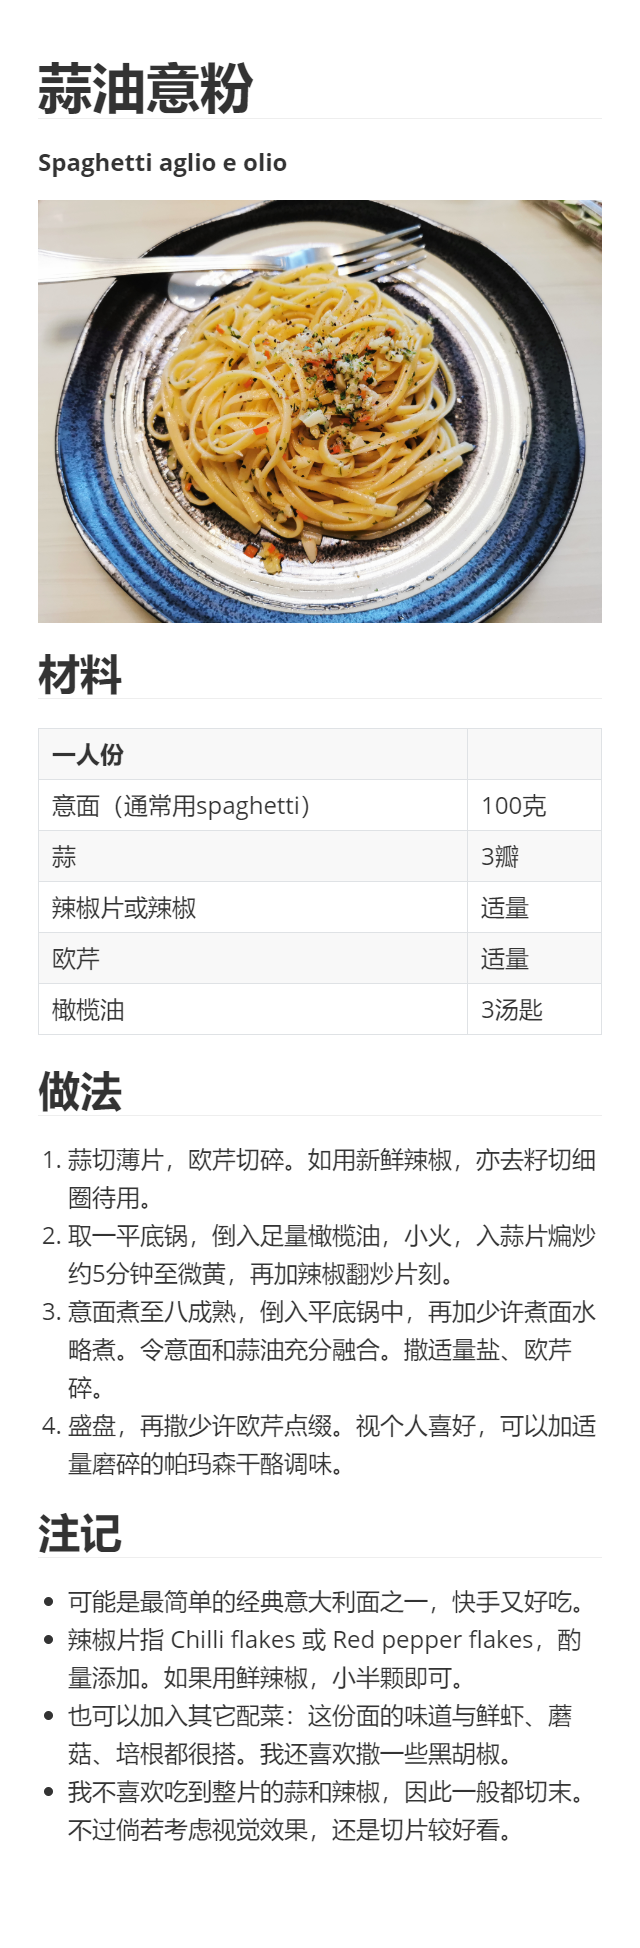 蒜油意粉
Spaghetti aglio e olio
材料
一人份
意面（通常用spaghetti） 100克
蒜 3瓣
辣椒片或辣椒 适量
欧芹 适量
橄榄油 3汤匙
做法
1. 蒜切薄片，欧芹切碎。如用新鲜辣椒，亦去籽切细
圈待用。
2. 取一平底锅，倒入足量橄榄油，小火，入蒜片煸炒
约5分钟至微黄，再加辣椒翻炒片刻。
3. 意面煮至八成熟，倒入平底锅中，再加少许煮面水
略煮。令意面和蒜油充分融合。撒适量盐、欧芹
碎。
4. 盛盘，再撒少许欧芹点缀。视个人喜好，可以加适
量磨碎的帕玛森干酪调味。
注记
• 可能是最简单的经典意大利面之一，快手又好吃。
• 辣椒片指 Chilli flakes 或 Red pepper flakes，酌
量添加。如果用鲜辣椒，小半颗即可。
• 也可以加入其它配菜：这份面的味道与鲜虾、蘑
菇、培根都很搭。我还喜欢撒一些黑胡椒。
• 我不喜欢吃到整片的蒜和辣椒，因此一般都切末。
不过倘若考虑视觉效果，还是切片较好看。